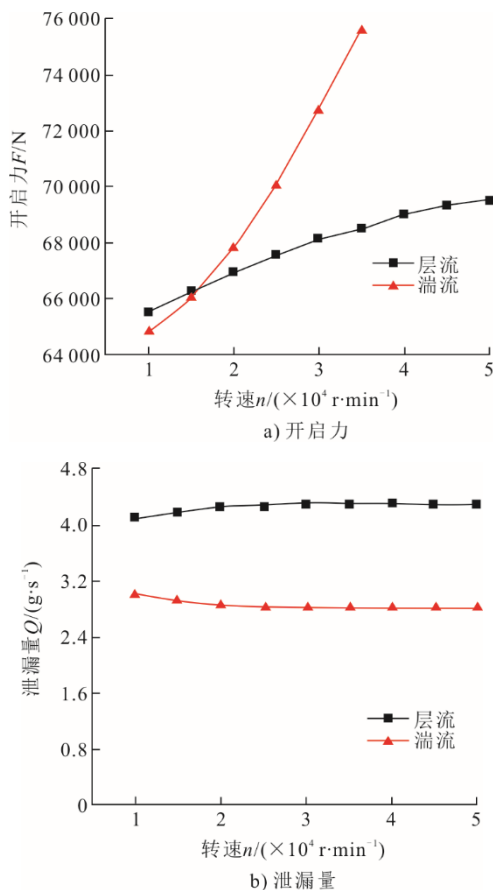 76 000
74 000
72 000
70 000
68 000
66 000
64 000
开启力F/N
层流
湍流
1 2 3 4 5
转速n/(×10⁴ r·min⁻¹)
a) 开启力
4.8
4.0
3.2
2.4
1.6
0.8
0
泄漏量Q/(g·s⁻¹)
层流
湍流
1 2 3 4 5
转速n/(×10⁴ r·min⁻¹)
b) 泄漏量